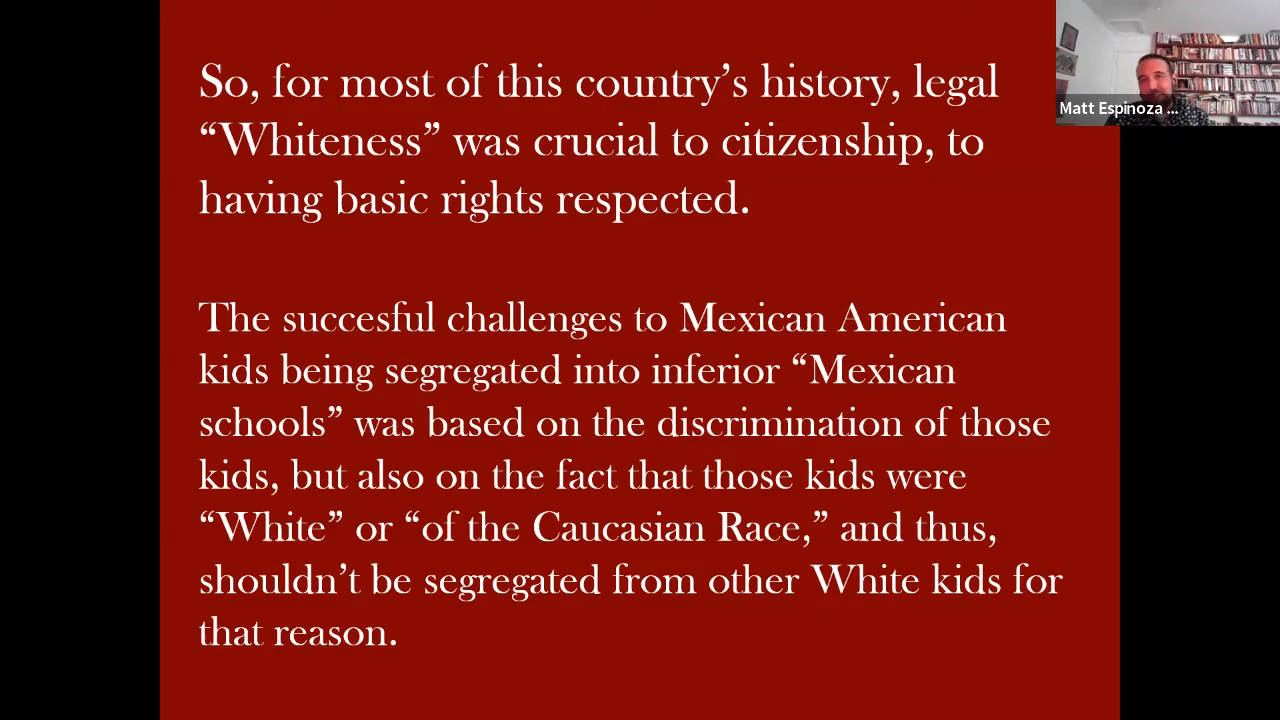 So, for most of this country’s history, legal
“Whiteness” was crucial to citizenship, to
having basic rights respected.
The succesful challenges to Mexican American
kids being segregated into inferior “Mexican
schools” was based on the discrimination of those
kids, but also on the fact that those kids were
“White” or “of the Caucasian Race,” and thus,
shouldn’t be segregated from other White kids for
that reason.
Matt Espinoza ...